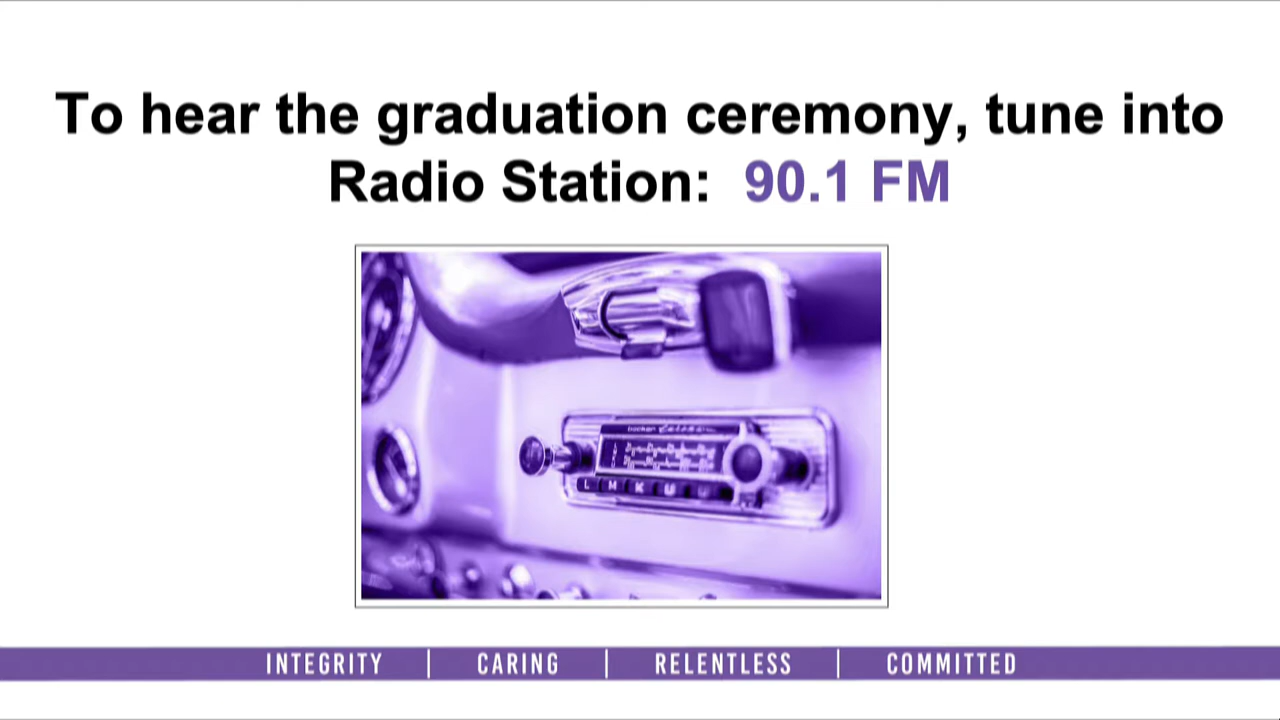 To hear the graduation ceremony, tune into
Radio Station: 90.1 FM
L M K U
INTEGRITY | CARING | RELENTLESS | COMMITTED